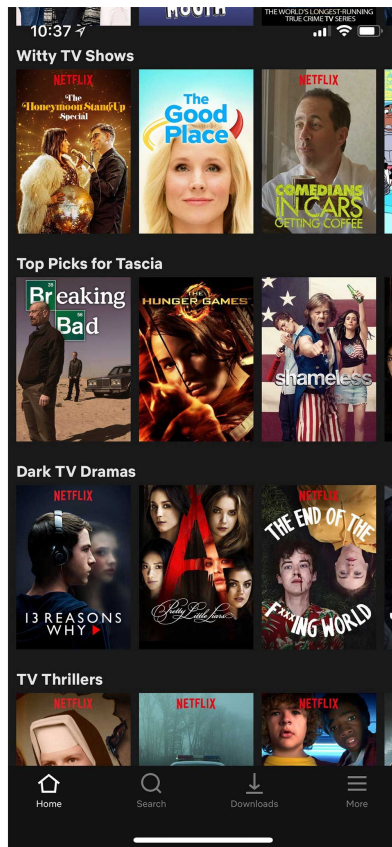 MOUTH
THE WORLD'S LONGEST-RUNNING
TRUE CRIME TV SERIES
10:37
Witty TV Shows
NETFLIX
The
Honeymoon Stand Up
Special
The
Good
Place
NETFLIX
COMEDIANS
IN CARS
GETTING COFFEE
Top Picks for Tascia
35
Breaking
56
Bad
THE
HUNGER GAMES
shameless
Dark TV Dramas
NETFLIX
13 REASONS
WHY
A
Pretty Little Liars
NETFLIX
THE END OF THE
F***ING WORLD
TV Thrillers
NETFLIX
NETFLIX
NETFLIX
Home
Search
Downloads
More